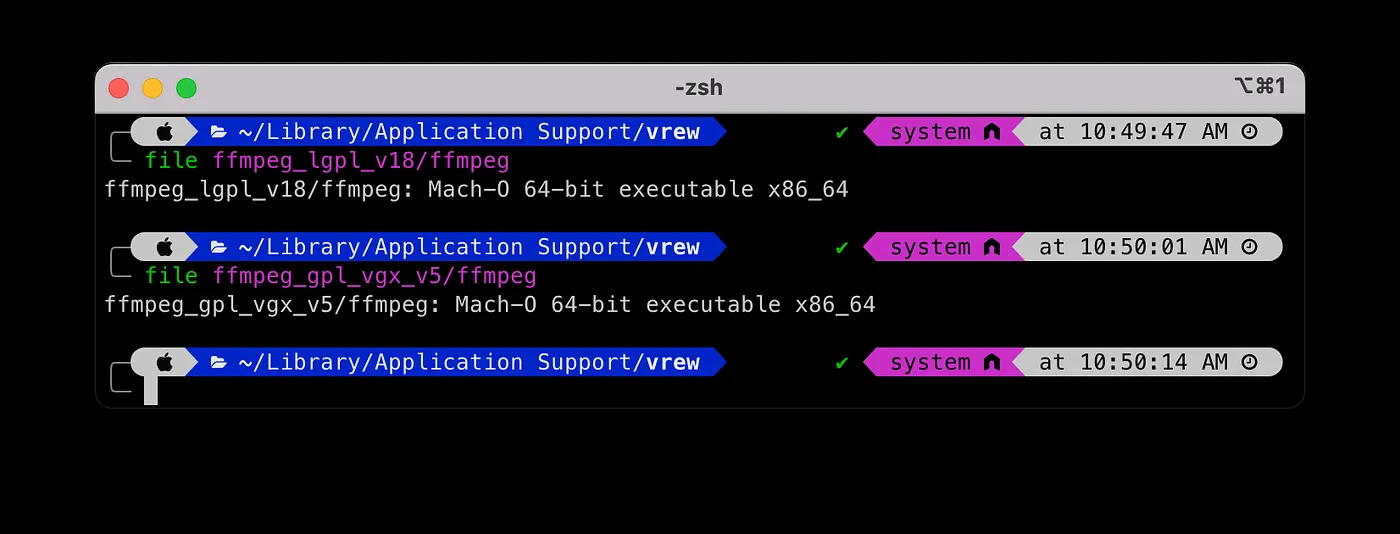 -zsh ⌥⌘1
~/Library/Application Support/vrew ✔ system at 10:49:47 AM
file ffmpeg_lgpl_v18/ffmpeg
ffmpeg_lgpl_v18/ffmpeg: Mach-O 64-bit executable x86_64
~/Library/Application Support/vrew ✔ system at 10:50:01 AM
file ffmpeg_gpl_vgx_v5/ffmpeg
ffmpeg_gpl_vgx_v5/ffmpeg: Mach-O 64-bit executable x86_64
~/Library/Application Support/vrew ✔ system at 10:50:14 AM